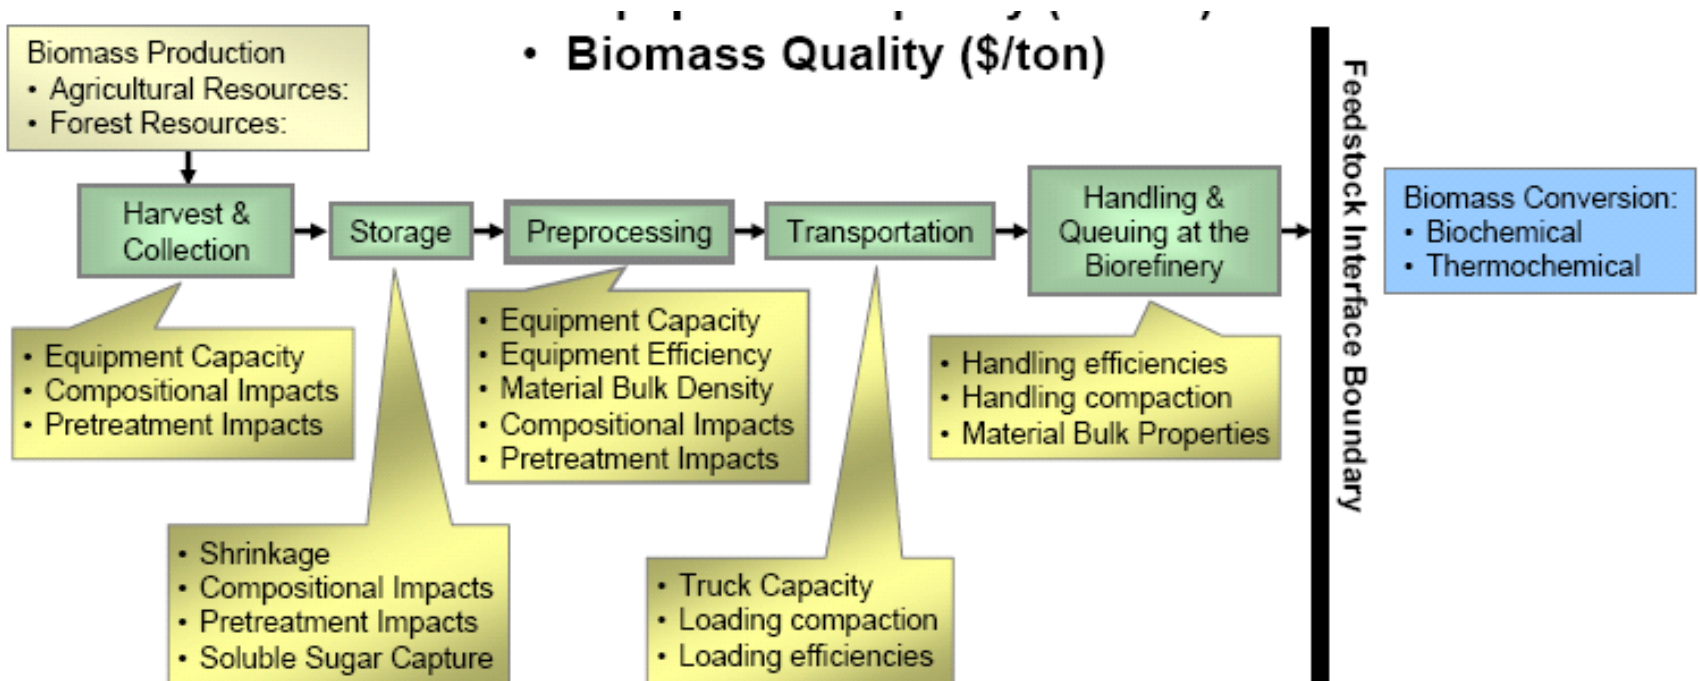 • Biomass Quality ($/ton)
Biomass Production
• Agricultural Resources:
• Forest Resources:
Harvest &
Collection
Storage
Preprocessing
Transportation
Handling &
Queuing at the
Biorefinery
Feedstock Interface Boundary
Biomass Conversion:
• Biochemical
• Thermochemical
• Equipment Capacity
• Compositional Impacts
• Pretreatment Impacts
• Shrinkage
• Compositional Impacts
• Pretreatment Impacts
• Soluble Sugar Capture
• Equipment Capacity
• Equipment Efficiency
• Material Bulk Density
• Compositional Impacts
• Pretreatment Impacts
• Truck Capacity
• Loading compaction
• Loading efficiencies
• Handling efficiencies
• Handling compaction
• Material Bulk Properties